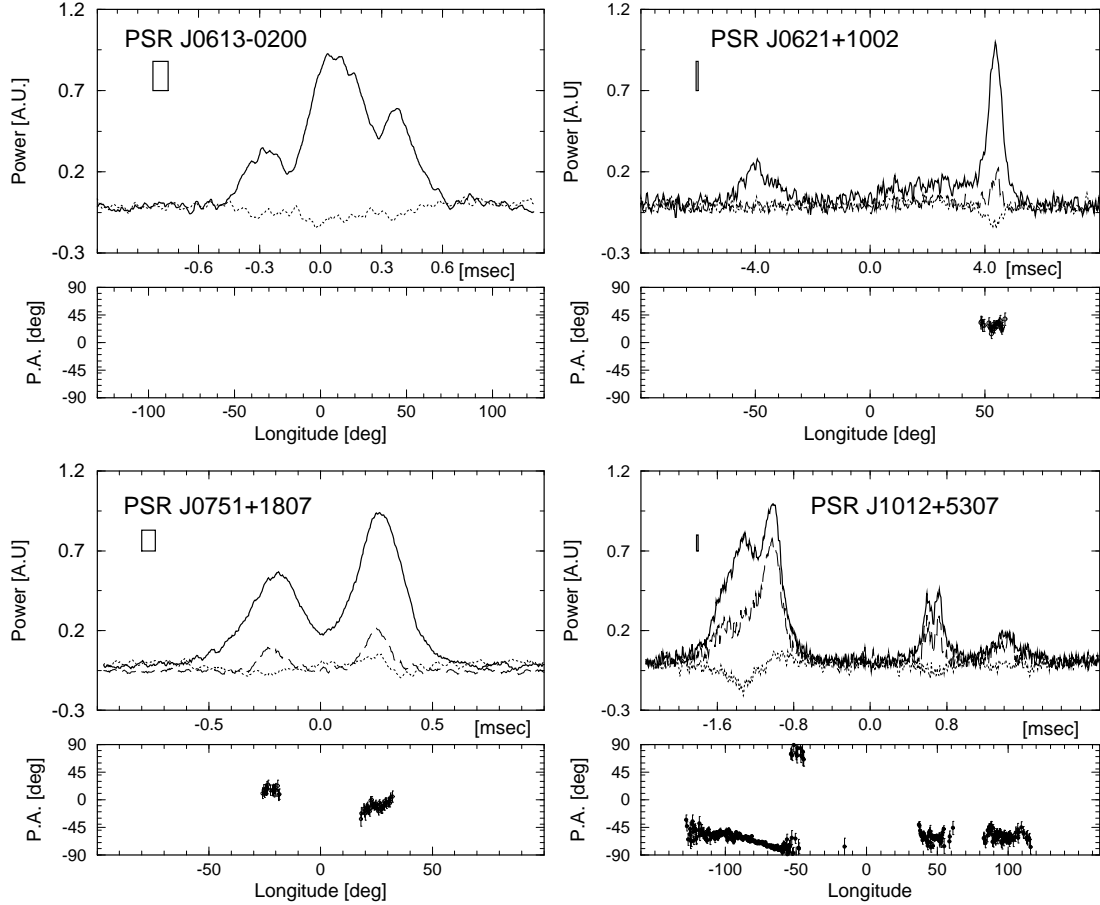 PSR J0613-0200
Power [A.U.]
1.2
0.7
0.2
-0.3
-0.6 -0.3 0.0 0.3 0.6 [msec]
P.A. [deg]
90
45
0
-45
-90
-100 -50 0 50 100
Longitude [deg]
PSR J0621+1002
Power [A.U]
1.2
0.7
0.2
-0.3
-4.0 0.0 4.0 [msec]
P.A. [deg]
90
45
0
-45
-90
-50 0 50
Longitude [deg]
PSR J0751+1807
Power [A.U]
1.2
0.7
0.2
-0.3
-0.5 0.0 0.5 [msec]
P.A. [deg]
90
45
0
-45
-90
-50 0 50
Longitude [deg]
PSR J1012+5307
Power [A.U]
1.2
0.7
0.2
-0.3
-1.6 -0.8 0.0 0.8 [msec]
P.A. [deg]
90
45
0
-45
-90
-100 -50 0 50 100
Longitude